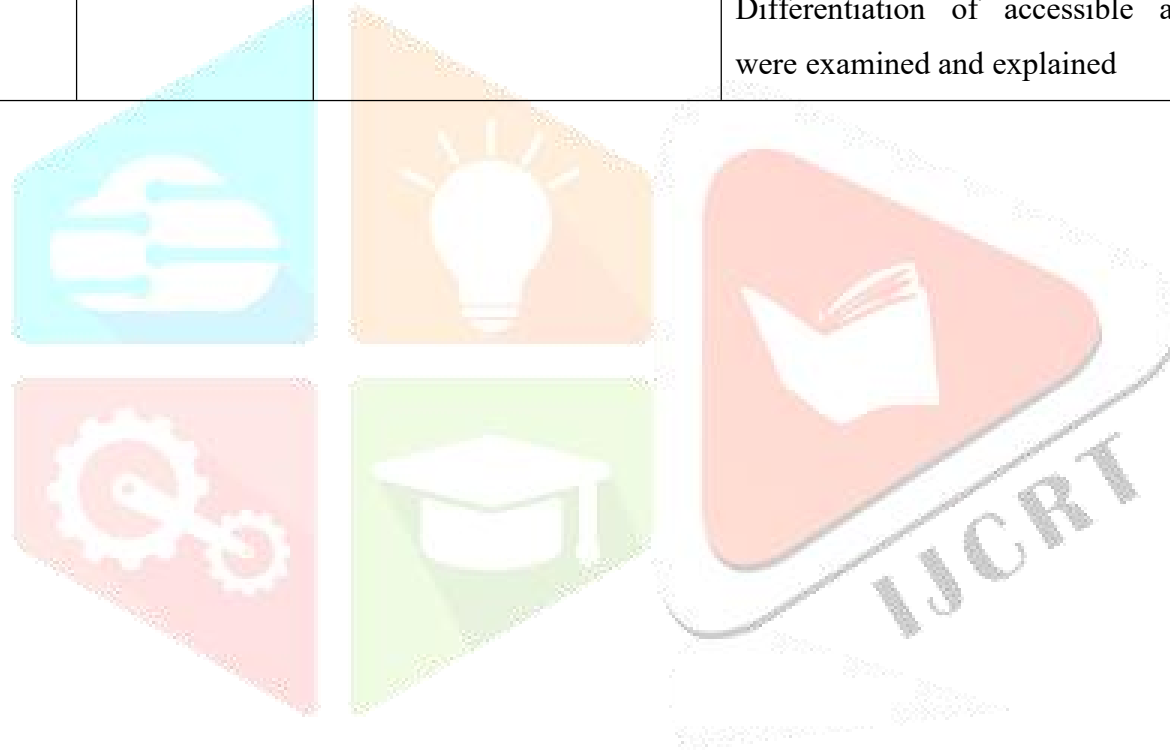 Differentiation of accessible
were examined and explained
IJCRT